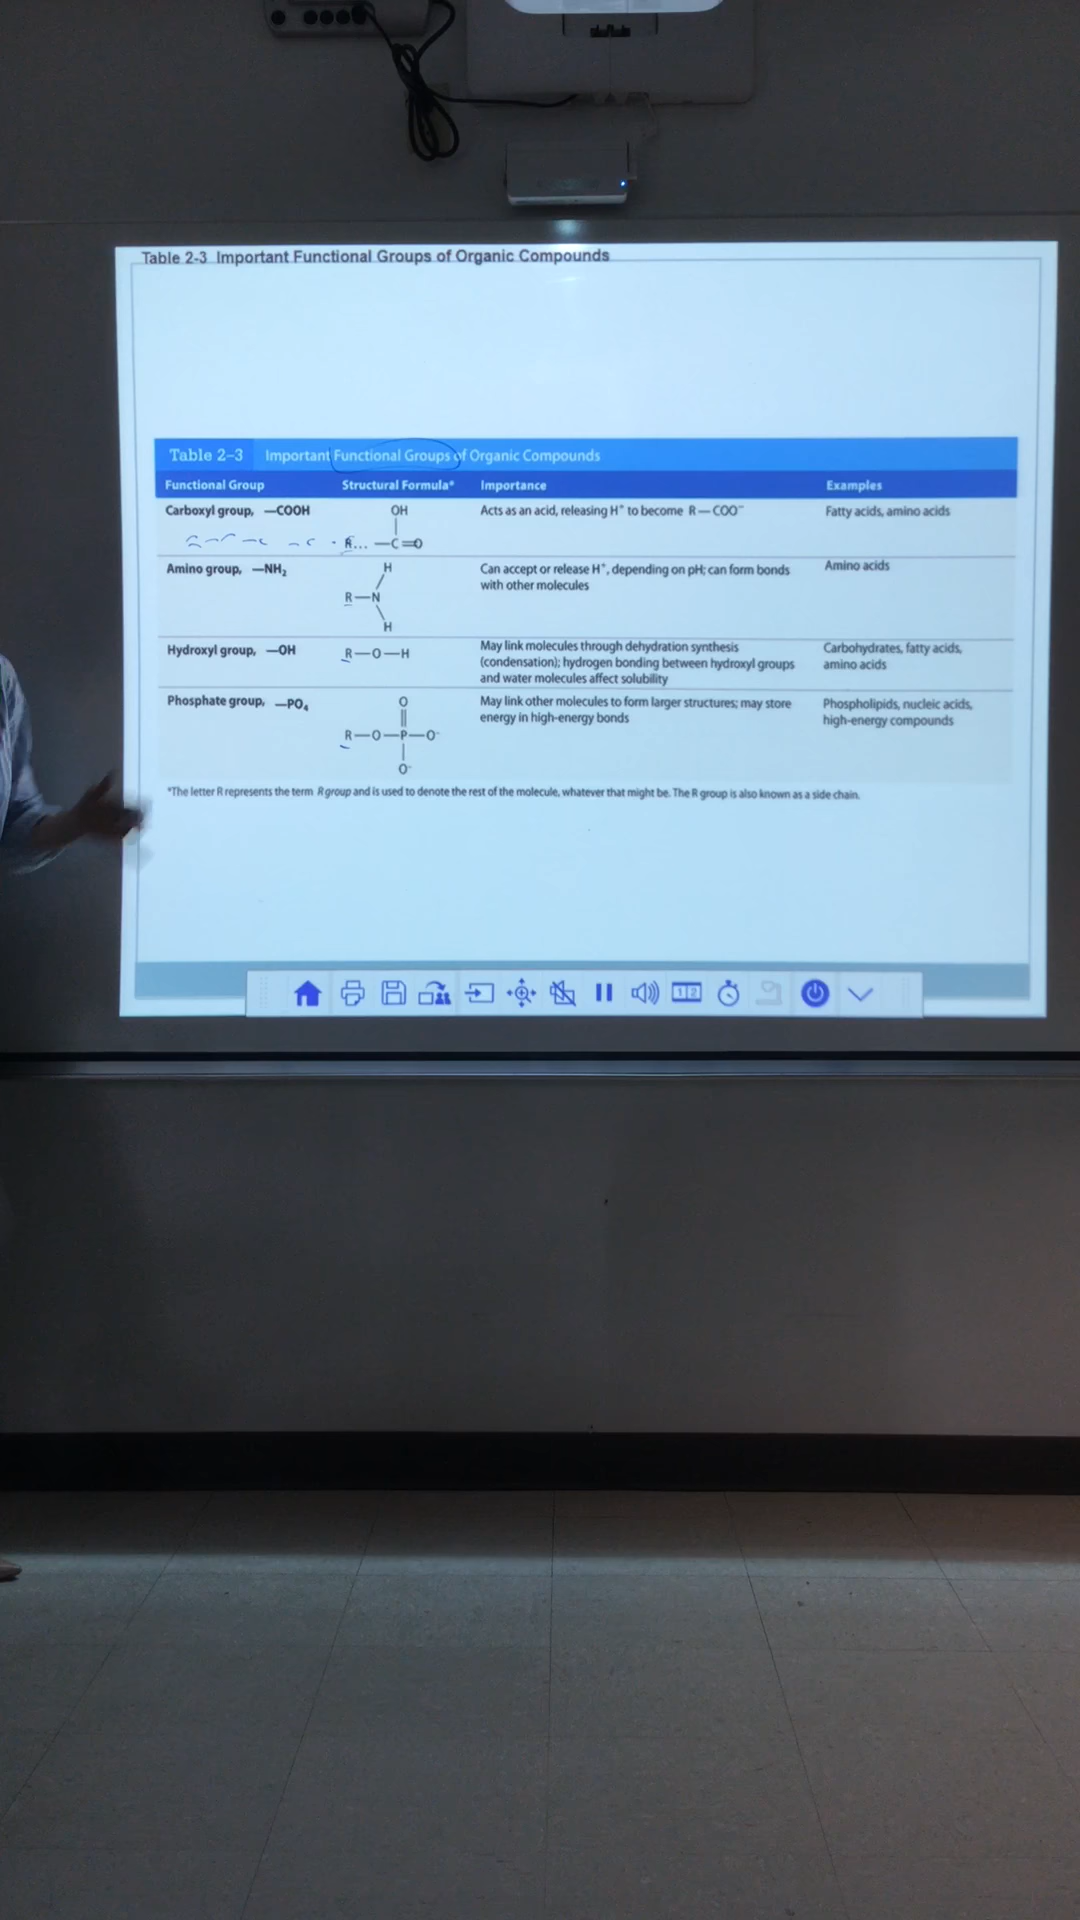 Table 2-3 Important Functional Groups of Organic Compounds
Table 2–3 Important Functional Groups of Organic Compounds
Functional Group Structural Formula* Importance Examples
Carboxyl group, —COOH OH Acts as an acid, releasing H⁺ to become R—COO⁻ Fatty acids, amino acids
R... —C=O
Amino group, —NH₂ H Can accept or release H⁺, depending on pH; can form bonds Amino acids
with other molecules
R—N
H
Hydroxyl group, —OH R—O—H May link molecules through dehydration synthesis Carbohydrates, fatty acids,
(condensation); hydrogen bonding between hydroxyl groups amino acids
and water molecules affect solubility
Phosphate group, —PO₄ O May link other molecules to form larger structures; may store Phospholipids, nucleic acids,
energy in high-energy bonds high-energy compounds
R—O—P—O⁻
O⁻
*The letter R represents the term R group and is used to denote the rest of the molecule, whatever that might be. The R group is also known as a side chain.
1 2